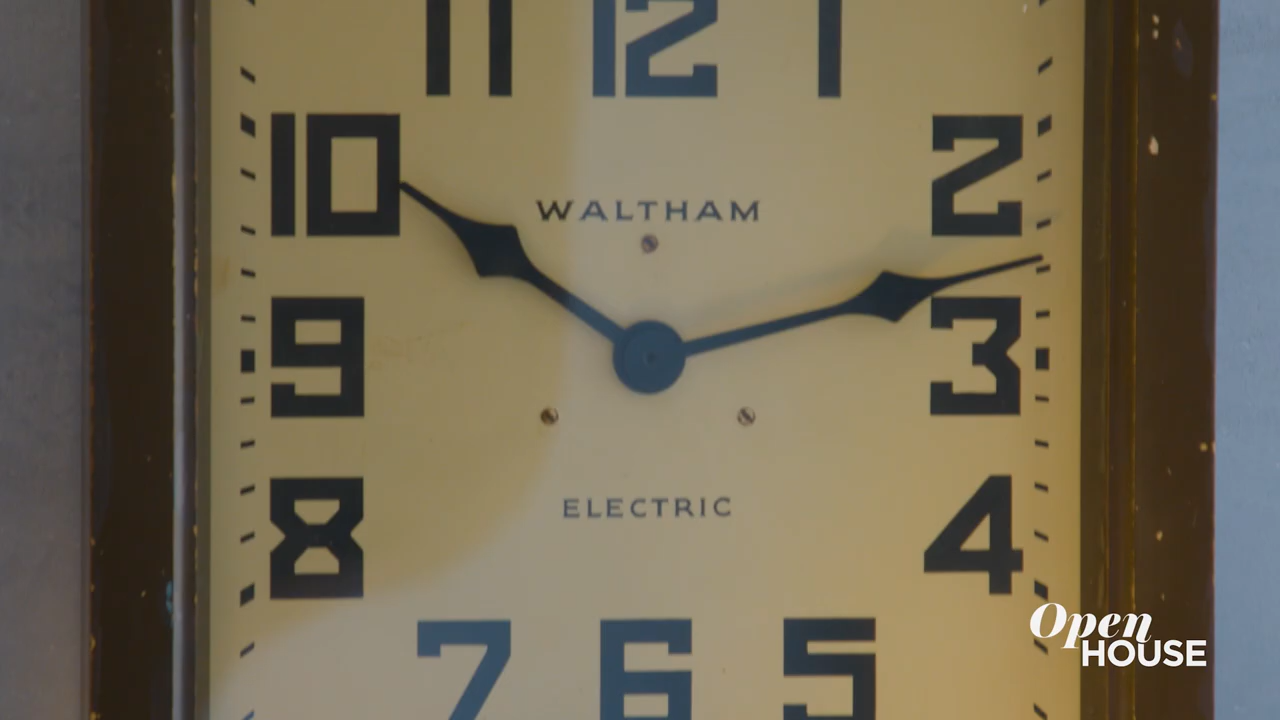 11 12 1
10 2
WALTHAM
9 3
8 4
ELECTRIC
7 6 5
Open
HOUSE